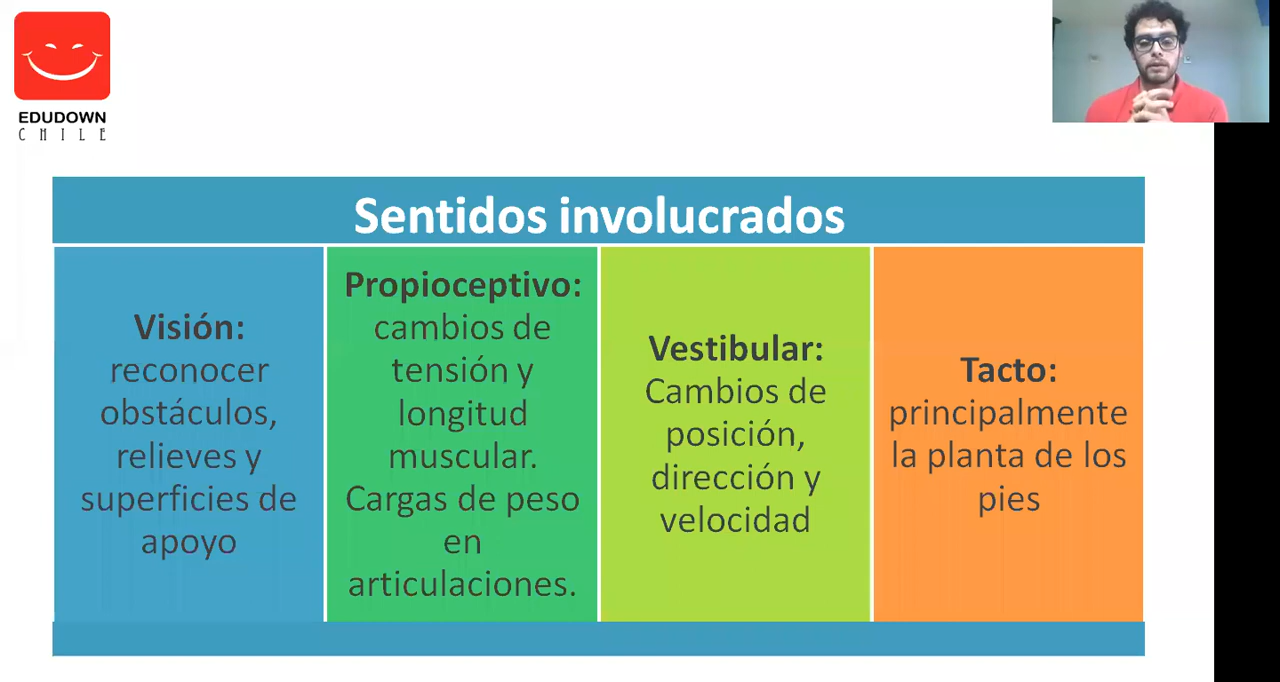 EDUDOWN
CHILE
Sentidos involucrados
Visión:
reconocer
obstáculos,
relieves y
superficies de
apoyo
Propioceptivo:
cambios de
tensión y
longitud
muscular.
Cargas de peso
en
articulaciones.
Vestibular:
Cambios de
posición,
dirección y
velocidad
Tacto:
principalmente
la planta de los
pies